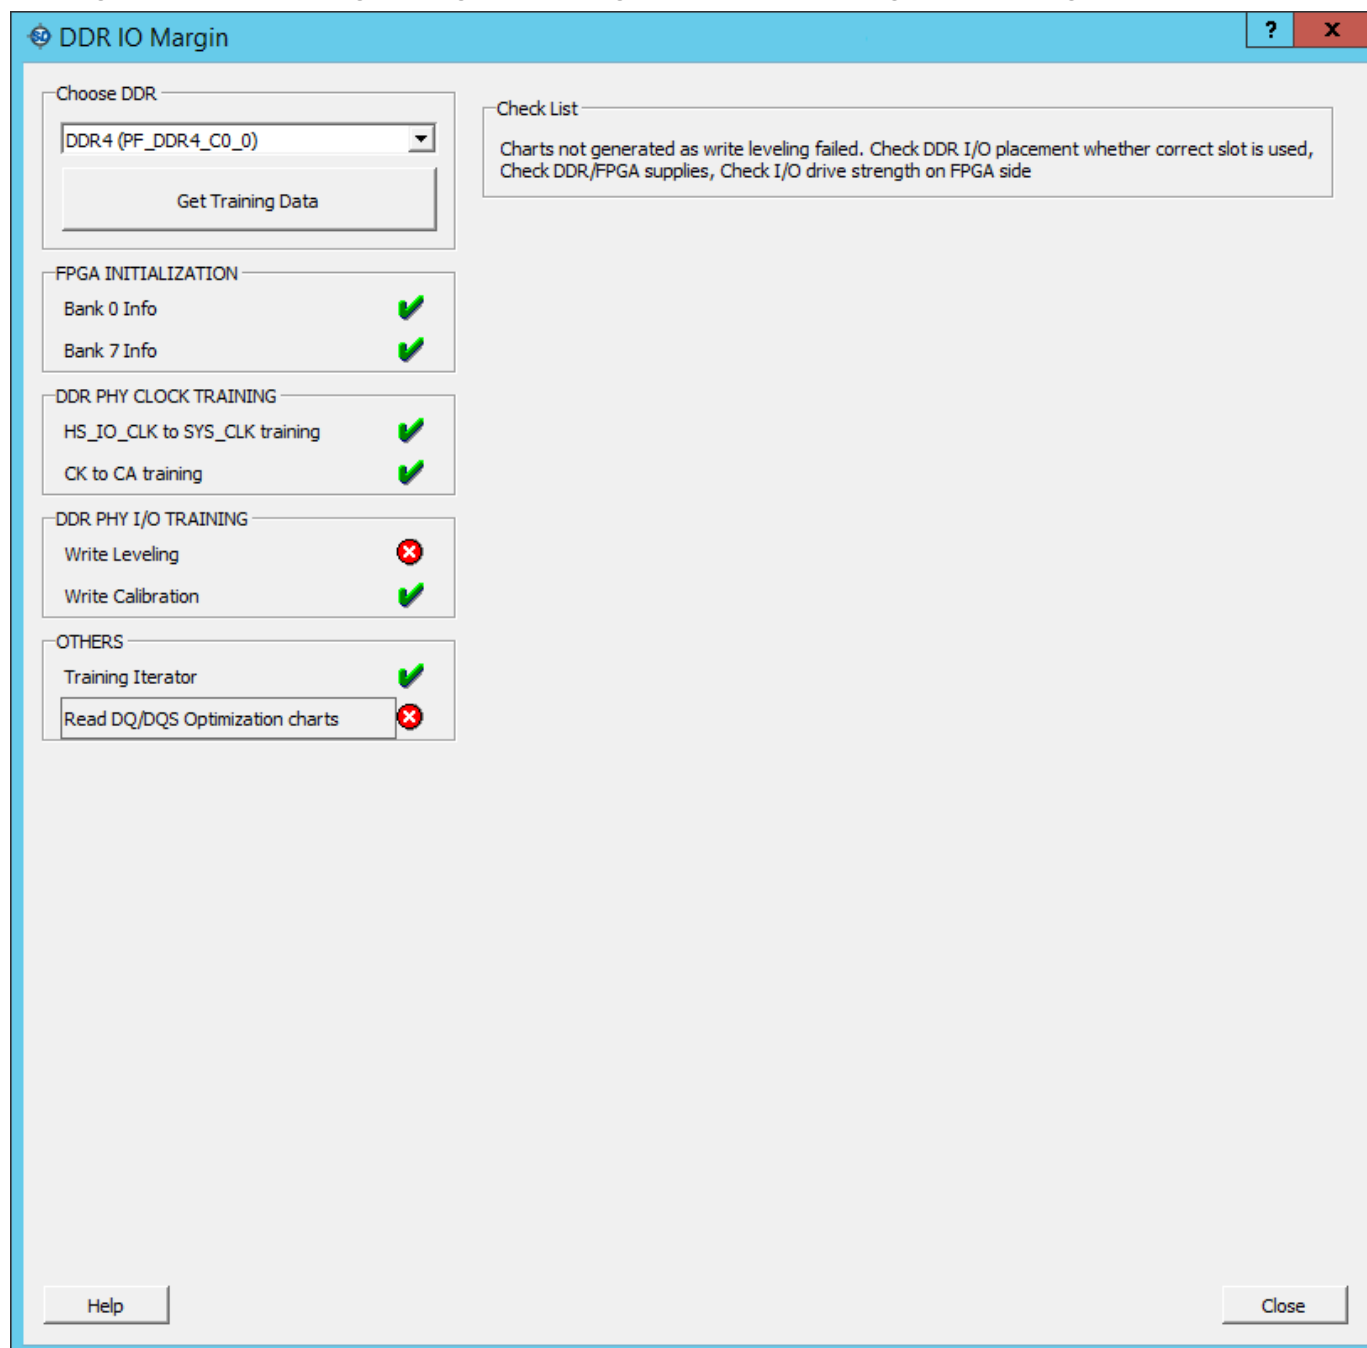 DDR IO Margin
?
X
Choose DDR
DDR4 (PF_DDR4_C0_0)
Get Training Data
FPGA INITIALIZATION
Bank 0 Info
Bank 7 Info
DDR PHY CLOCK TRAINING
HS_IO_CLK to SYS_CLK training
CK to CA training
DDR PHY I/O TRAINING
Write Leveling
Write Calibration
OTHERS
Training Iterator
Read DQ/DQS Optimization charts
Check List
Charts not generated as write leveling failed. Check DDR I/O placement whether correct slot is used,
Check DDR/FPGA supplies, Check I/O drive strength on FPGA side
Help
Close